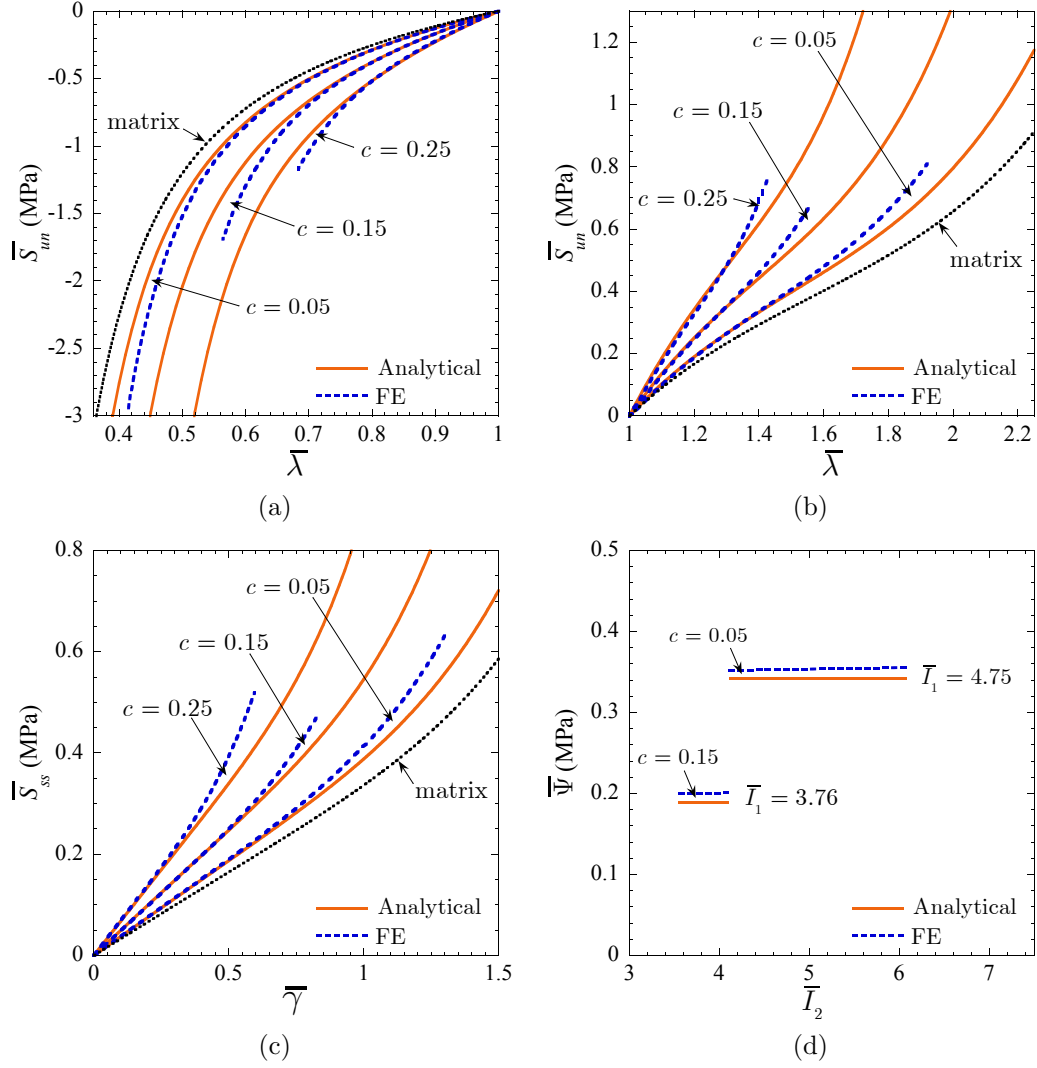 0
-0.5
-1
-1.5
-2
-2.5
-3
S̅un (MPa)
matrix
c = 0.25
c = 0.15
c = 0.05
Analytical
FE
0.4 0.5 0.6 0.7 0.8 0.9 1
λ̅
(a)
1.2
1
0.8
0.6
0.4
0.2
0
S̅un (MPa)
c = 0.05
c = 0.15
c = 0.25
matrix
Analytical
FE
1 1.2 1.4 1.6 1.8 2 2.2
λ̅
(b)
0.8
0.6
0.4
0.2
0
S̅ss (MPa)
c = 0.05
c = 0.15
c = 0.25
matrix
Analytical
FE
0 0.5 1 1.5
γ̅
(c)
0.5
0.4
0.3
0.2
0.1
0
Ψ̅ (MPa)
c = 0.05
I̅1 = 4.75
c = 0.15
I̅1 = 3.76
Analytical
FE
3 4 5 6 7
I̅2
(d)